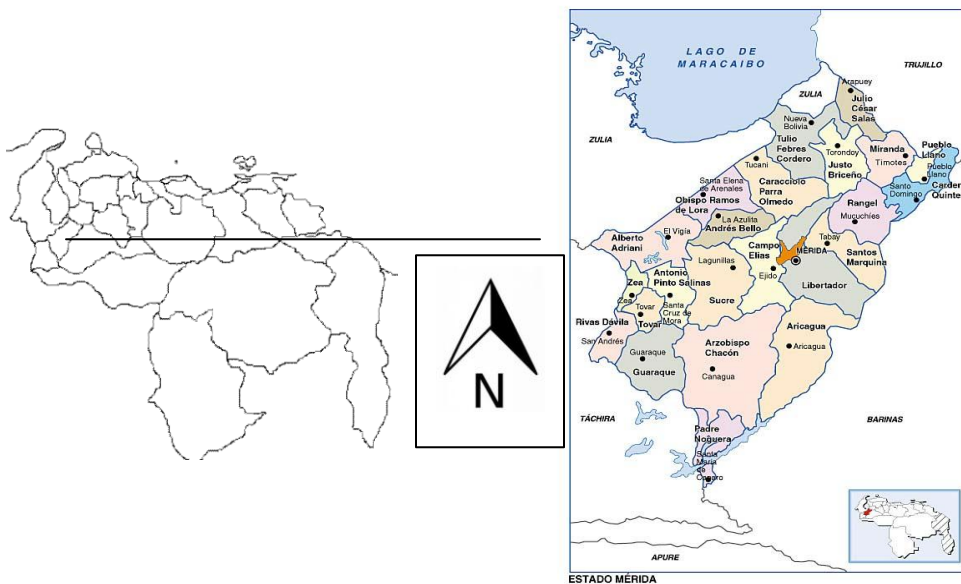 N
LAGO DE
MARACAIBO
TRUJILLO
ZULIA
ZULIA
Arapuey
Julio
César
Salas
Nueva
Bolivia
Tulio
Febres
Cordero
Torondoy
Justo
Briceño
Miranda
Timotes
Pueblo
Llano
Pueblo
Llano
Santo
Domingo
Carden
Quinte
Tucani
Caracciolo
Parra
Olmedo
Santa Elena
de Arenales
Obispo Ramos
de Lora
Rangel
Mucuchíes
La Azulita
Andrés Bello
Alberto
Adriani
El Vigía
Campo
Elias
Tabay
MÉRIDA
Santos
Marquina
Lagunillas
Ejido
Libertador
Antonio
Pinto Salinas
Zea
Zea
Sucre
Tovar
Tovar
Santa
Cruz de
Mora
Rivas Dávila
San Andrés
Guaraque
Guaraque
Arzobispo
Chacón
Canagua
Aricagua
Aricagua
TÁCHIRA
BARINAS
Padre
Noguera
Santa
María
de
Caparo
APURE
ESTADO MÉRIDA